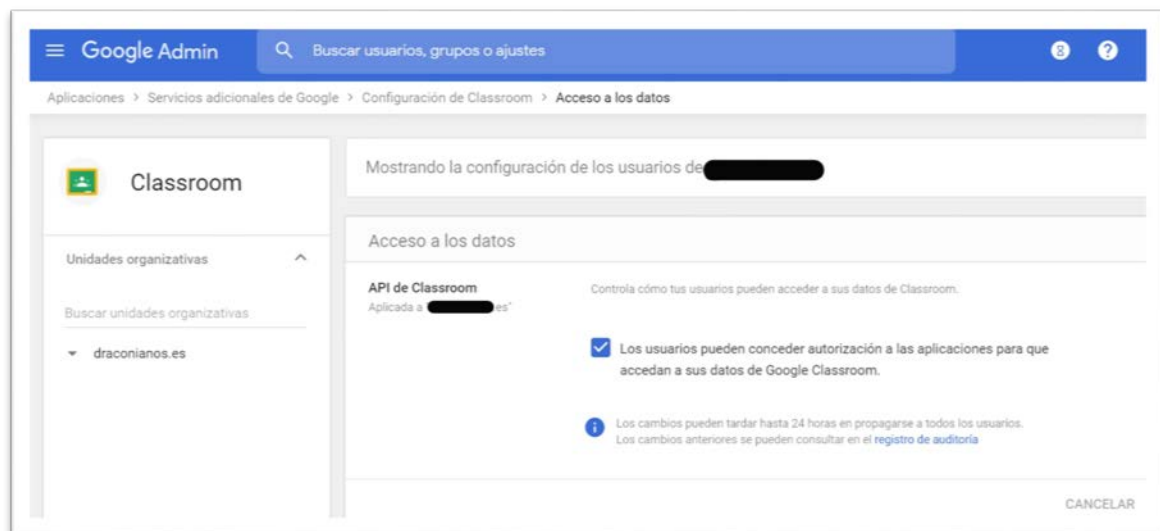 Google Admin
Buscar usuarios, grupos o ajustes
Aplicaciones > Servicios adicionales de Google > Configuración de Classroom > Acceso a los datos
Classroom
Mostrando la configuración de los usuarios de
Unidades organizativas
Buscar unidades organizativas
draconianos.es
Acceso a los datos
API de Classroom
Aplicada a " es"
Controla cómo tus usuarios pueden acceder a sus datos de Classroom.
Los usuarios pueden conceder autorización a las aplicaciones para que
accedan a sus datos de Google Classroom.
Los cambios pueden tardar hasta 24 horas en propagarse a todos los usuarios.
Los cambios anteriores se pueden consultar en el registro de auditoría
CANCELAR